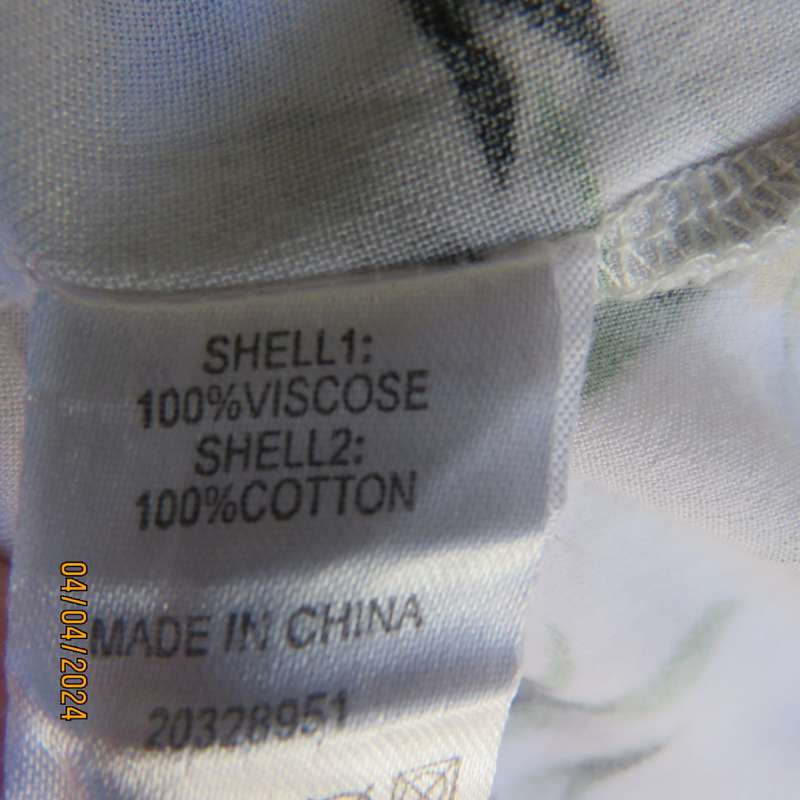 SHELL1:
100%VISCOSE
SHELL2:
100%COTTON
MADE IN CHINA
20328951
04/04/2024